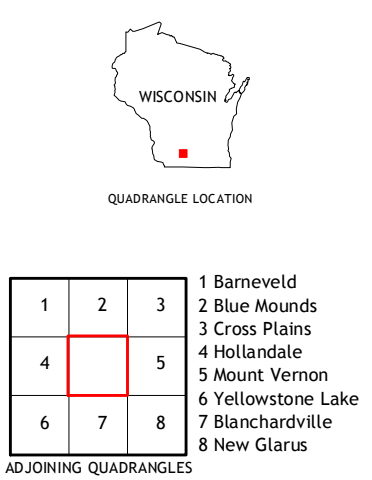 WISCONSIN
QUADRANGLE LOCATION
1 2 3
4 5
6 7 8
1 Barneveld
2 Blue Mounds
3 Cross Plains
4 Hollandale
5 Mount Vernon
6 Yellowstone Lake
7 Blanchardville
8 New Glarus
ADJOINING QUADRANGLES